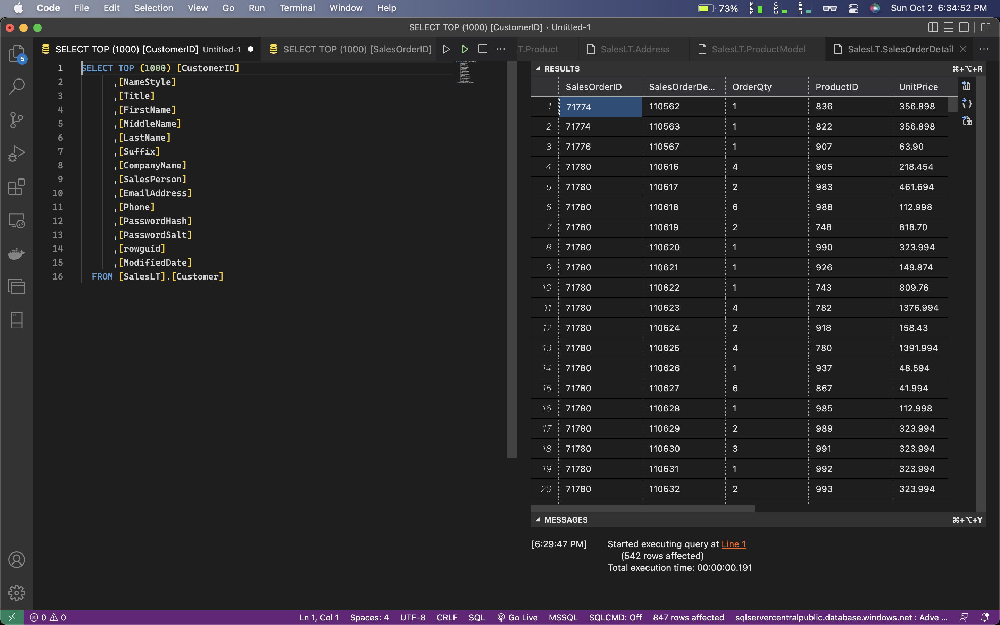 Code File Edit Selection View Go Run Terminal Window Help 73% MEM CPU SSD Sun Oct 2 6:34:52 PM
SELECT TOP (1000) [CustomerID] • Untitled-1
SELECT TOP (1000) [CustomerID] Untitled-1 SELECT TOP (1000) [SalesOrderID] ... T.Product SalesLT.Address SalesLT.ProductModel SalesLT.SalesOrderDetail ...
5
1 SELECT TOP (1000) [CustomerID]
2 ,[NameStyle]
3 ,[Title]
4 ,[FirstName]
5 ,[MiddleName]
6 ,[LastName]
7 ,[Suffix]
8 ,[CompanyName]
9 ,[SalesPerson]
10 ,[EmailAddress]
11 ,[Phone]
12 ,[PasswordHash]
13 ,[PasswordSalt]
14 ,[rowguid]
15 ,[ModifiedDate]
16 FROM [SalesLT].[Customer]
RESULTS ⌘+⌥+R
SalesOrderID SalesOrderDe... OrderQty ProductID UnitPrice
1 71774 110562 1 836 356.898
2 71774 110563 1 822 356.898
3 71776 110567 1 907 63.90
4 71780 110616 4 905 218.454
5 71780 110617 2 983 461.694
6 71780 110618 6 988 112.998
7 71780 110619 2 748 818.70
8 71780 110620 1 990 323.994
9 71780 110621 1 926 149.874
10 71780 110622 1 743 809.76
11 71780 110623 4 782 1376.994
12 71780 110624 2 918 158.43
13 71780 110625 4 780 1391.994
14 71780 110626 1 937 48.594
15 71780 110627 6 867 41.994
16 71780 110628 1 985 112.998
17 71780 110629 2 989 323.994
18 71780 110630 3 991 323.994
19 71780 110631 1 992 323.994
20 71780 110632 2 993 323.994
MESSAGES ⌘+⌥+Y
[6:29:47 PM] Started executing query at Line 1
(542 rows affected)
Total execution time: 00:00:00.191
0 0 Ln 1, Col 1 Spaces: 4 UTF-8 CRLF SQL Go Live MSSQL SQLCMD: Off 847 rows affected sqlservercentralpublic.database.windows.net : Adve ...